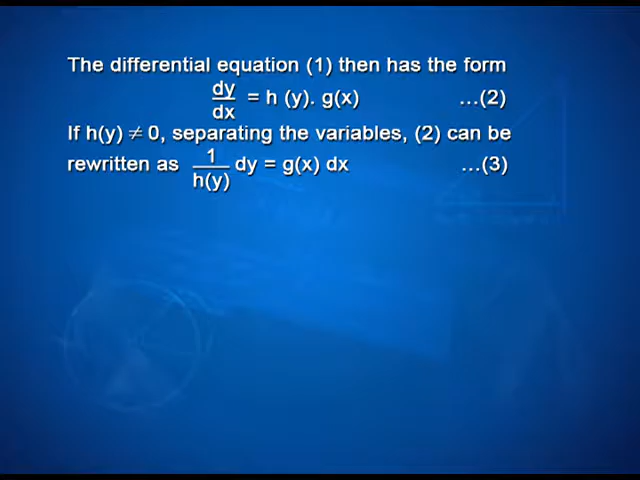 The differential equation (1) then has the form
dy/dx = h (y). g(x) ...(2)
If h(y) ≠ 0, separating the variables, (2) can be
rewritten as 1/h(y) dy = g(x) dx ...(3)